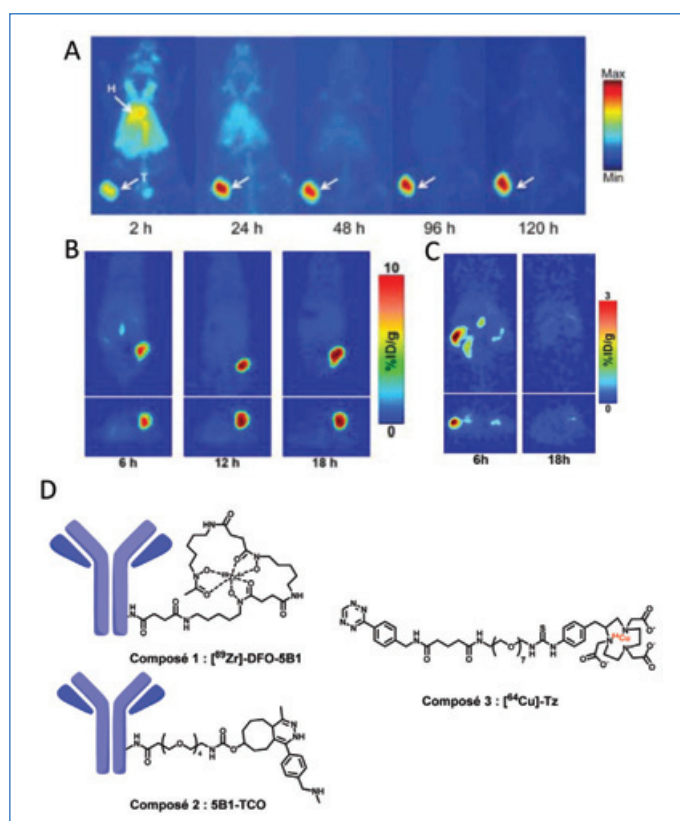 A
H
T
2 h 24 h 48 h 96 h 120 h
Max
Min
B
6 h 12 h 18 h
10
%ID/g
0
C
6h 18h
3
%ID/g
0
D
Composé 1 : [⁸⁹Zr]-DFO-5B1
Composé 2 : 5B1-TCO
⁶⁴Cu
Composé 3 : [⁶⁴Cu]-Tz